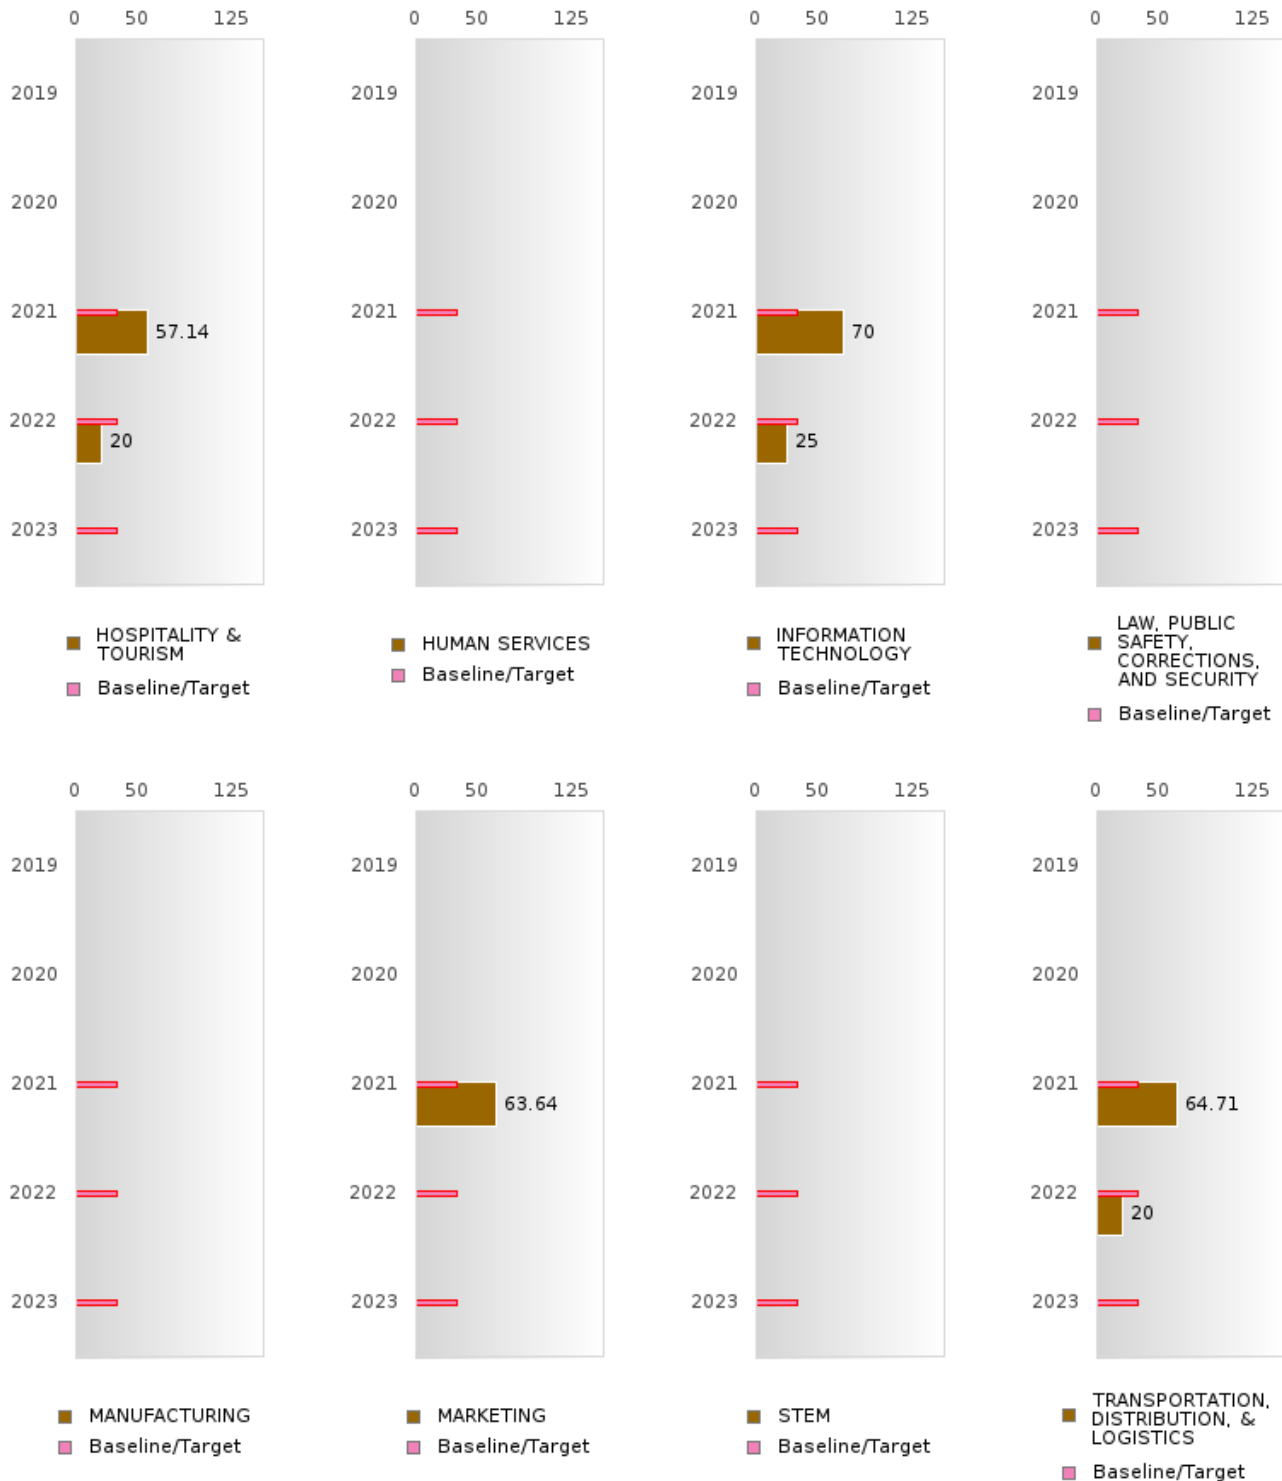 0 50 125 0 50 125 0 50 125 0 50 125
2019 2019 2019 2019
2020 2020 2020 2020
2021 57.14 2021 2021 70 2021
2022 20 2022 2022 25 2022
2023 2023 2023 2023
HOSPITALITY &
TOURISM
Baseline/Target
HUMAN SERVICES
Baseline/Target
INFORMATION
TECHNOLOGY
Baseline/Target
LAW, PUBLIC
SAFETY,
CORRECTIONS,
AND SECURITY
Baseline/Target
0 50 125 0 50 125 0 50 125 0 50 125
2019 2019 2019 2019
2020 2020 2020 2020
2021 2021 63.64 2021 2021 64.71
2022 2022 2022 2022 20
2023 2023 2023 2023
MANUFACTURING
Baseline/Target
MARKETING
Baseline/Target
STEM
Baseline/Target
TRANSPORTATION,
DISTRIBUTION, &
LOGISTICS
Baseline/Target